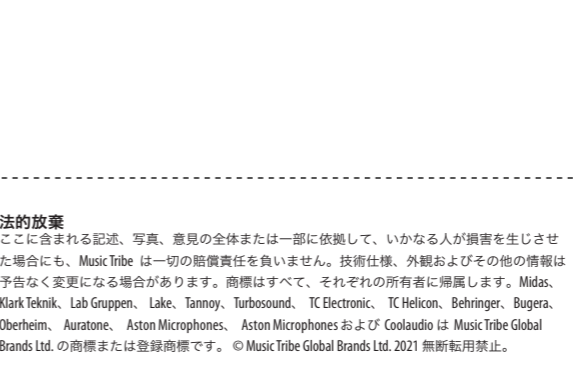 法的放棄
ここに含まれる記述、写真、意見の全体または一部に依拠して、いかなる人が損害を生じさせ
た場合にも、Music Tribe は一切の賠償責任を負いません。技術仕様、外観およびその他の情報は
予告なく変更になる場合があります。商標はすべて、それぞれの所有者に帰属します。Midas、
Klark Teknik、Lab Gruppen、 Lake、Tannoy、Turbosound、 TC Electronic、 TC Helicon、Behringer、Bugera、
Oberheim、 Auratone、 Aston Microphones、 Aston Microphones および Coolaudio は Music Tribe Global
Brands Ltd. の商標または登録商標です。 © Music Tribe Global Brands Ltd. 2021 無断転用禁止。